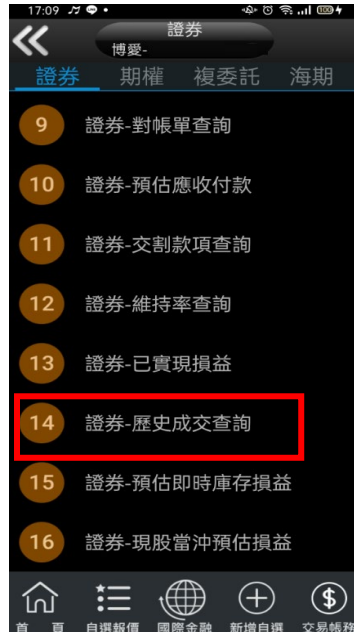 17:09
100
證券
博愛-
證券 期權 複委託 海期
9 證券-對帳單查詢
10 證券-預估應收付款
11 證券-交割款項查詢
12 證券-維持率查詢
13 證券-已實現損益
14 證券-歷史成交查詢
15 證券-預估即時庫存損益
16 證券-現股當沖預估損益
首 頁 自選報價 國際金融 新增自選 交易帳務